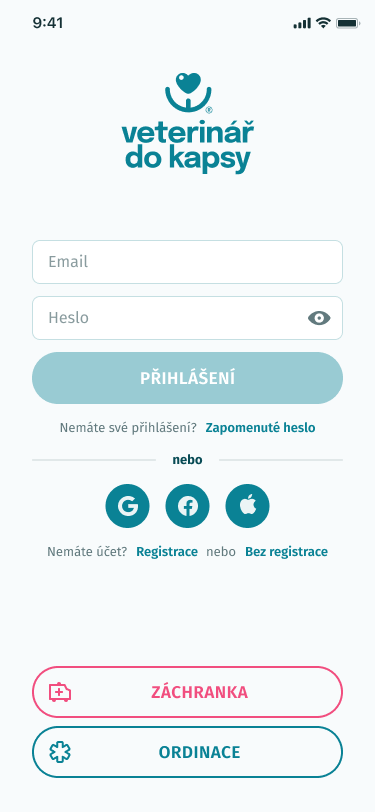 9:41
®
veterinář
do kapsy
Email
Heslo
PŘIHLÁŠENÍ
Nemáte své přihlášení? Zapomenuté heslo
nebo
Nemáte účet? Registrace nebo Bez registrace
ZÁCHRANKA
ORDINACE